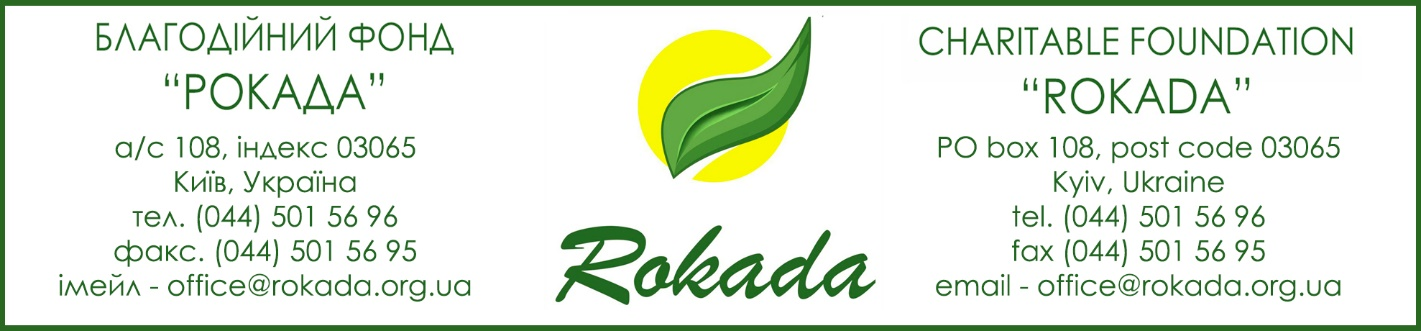 БЛАГОДІЙНИЙ ФОНД
“РОКАДА”
а/с 108, індекс 03065
Київ, Україна
тел. (044) 501 56 96
факс. (044) 501 56 95
імейл - office@rokada.org.ua
Rokada
CHARITABLE FOUNDATION
“ROKADA”
PO box 108, post code 03065
Kyiv, Ukraine
tel. (044) 501 56 96
fax (044) 501 56 95
email - office@rokada.org.ua